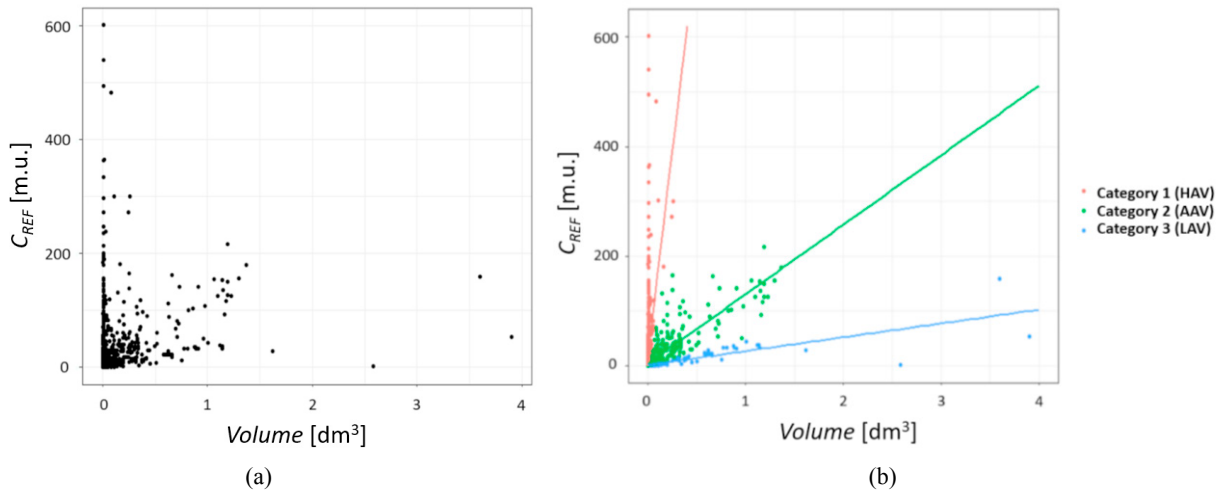 600
400
200
0
C_REF [m.u.]
0 1 2 3 4
Volume [dm³]
(a)
600
400
200
0
C_REF [m.u.]
0 1 2 3 4
Volume [dm³]
(b)
Category 1 (HAV)
Category 2 (AAV)
Category 3 (LAV)